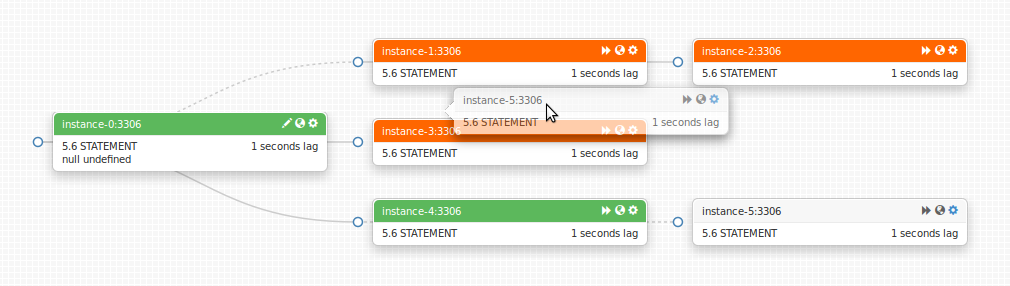 instance-1:3306
5.6 STATEMENT 1 seconds lag
instance-2:3306
5.6 STATEMENT 1 seconds lag
instance-5:3306
5.6 STATEMENT 1 seconds lag
instance-0:3306
5.6 STATEMENT 1 seconds lag
null undefined
instance-3:3306
5.6 STATEMENT 1 seconds lag
instance-4:3306
5.6 STATEMENT 1 seconds lag
instance-5:3306
5.6 STATEMENT 1 seconds lag